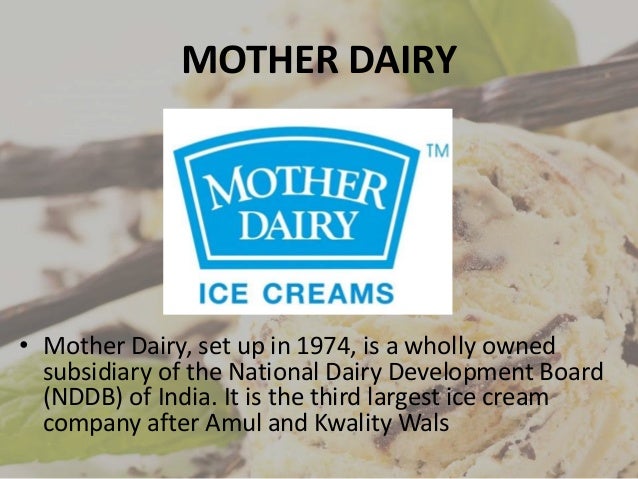 MOTHER DAIRY
TM
MOTHER
DAIRY
ICE CREAMS
• Mother Dairy, set up in 1974, is a wholly owned
subsidiary of the National Dairy Development Board
(NDDB) of India. It is the third largest ice cream
company after Amul and Kwality Wals